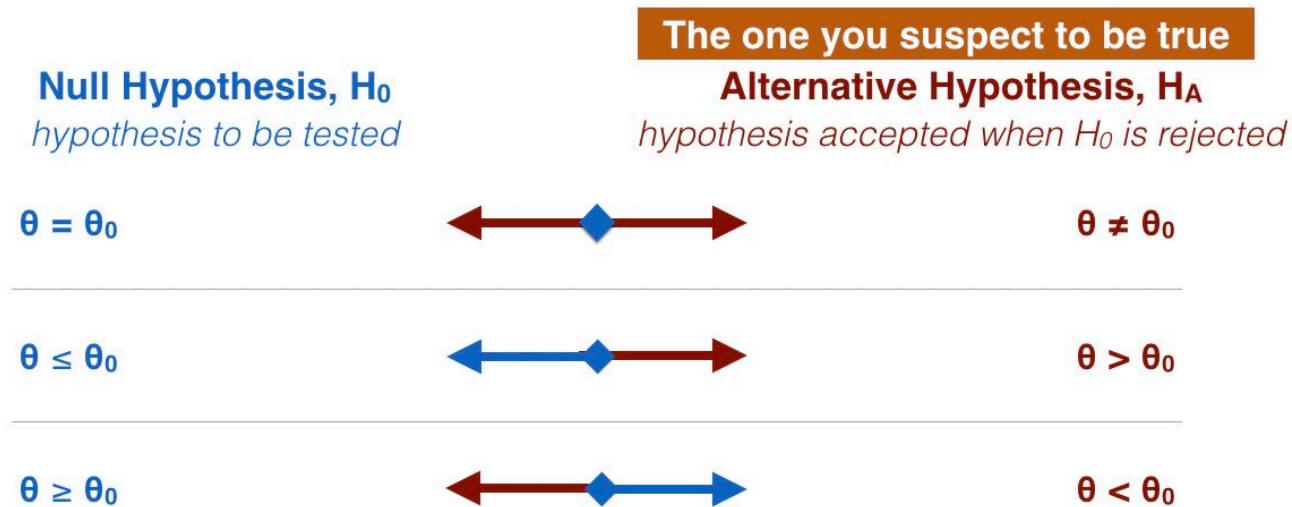 The one you suspect to be true
Null Hypothesis, H₀
Alternative Hypothesis, H_A
hypothesis to be tested
hypothesis accepted when H₀ is rejected
θ = θ₀
θ ≠ θ₀
θ ≤ θ₀
θ > θ₀
θ ≥ θ₀
θ < θ₀